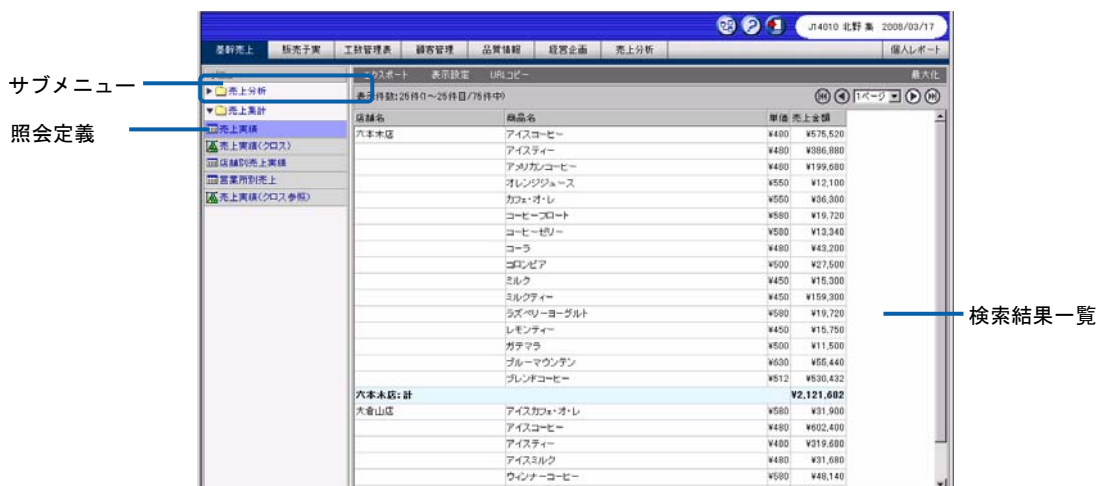 J14010 北野 集 2008/03/17
基幹売上 販売予実 工数管理表 顧客管理 品質情報 経営企画 売上分析 個人レポート
エクスポート 表示設定 URLコピー 最大化
サブメニュー
売上分析
表示件数:25件(1～25件目/76件中) 1ページ
売上集計
店舗名 商品名 単価 売上金額
照会定義
売上実績
六本木店 アイスコーヒー ¥480 ¥575,520
売上実績(クロス)
アイスティー ¥480 ¥386,880
店舗別売上実績
アメリカンコーヒー ¥480 ¥199,680
営業所別売上
オレンジジュース ¥550 ¥12,100
売上実績(クロス参照)
カフェ・オ・レ ¥550 ¥36,300
コーヒーフロート ¥580 ¥19,720
コーヒーゼリー ¥580 ¥13,340
コーラ ¥480 ¥43,200
コロンビア ¥500 ¥27,500
ミルク ¥450 ¥15,300
ミルクティー ¥450 ¥159,300
ラズベリーヨーグルト ¥580 ¥19,720
検索結果一覧
レモンティー ¥450 ¥15,750
ガテマラ ¥500 ¥11,500
ブルーマウンテン ¥630 ¥55,440
ブレンドコーヒー ¥512 ¥530,432
六本木店:計 ¥2,121,682
大倉山店 アイスカフェ・オ・レ ¥580 ¥31,900
アイスコーヒー ¥480 ¥602,400
アイスティー ¥480 ¥319,680
アイスミルク ¥480 ¥31,680
ウィンナーコーヒー ¥580 ¥48,140